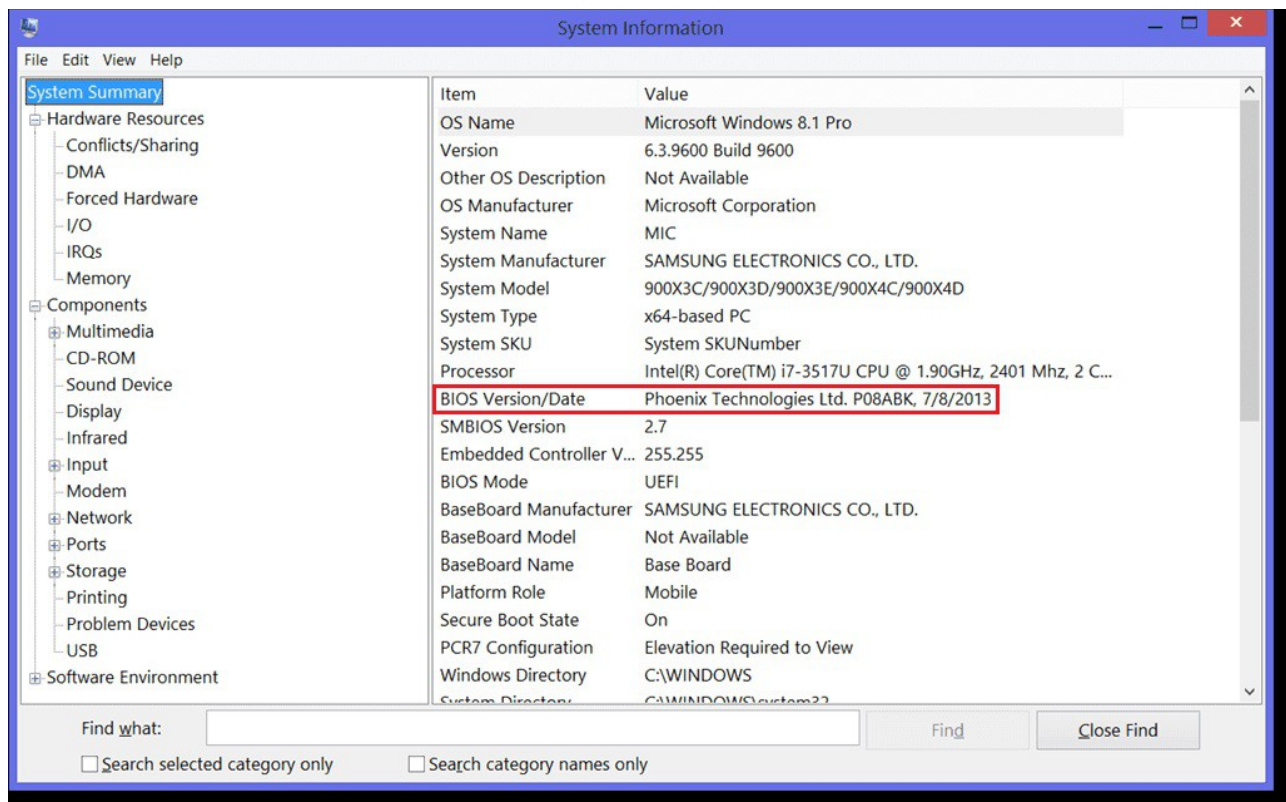 System Information
File Edit View Help
System Summary
Hardware Resources
Conflicts/Sharing
DMA
Forced Hardware
I/O
IRQs
Memory
Components
Multimedia
CD-ROM
Sound Device
Display
Infrared
Input
Modem
Network
Ports
Storage
Printing
Problem Devices
USB
Software Environment
Item Value
OS Name Microsoft Windows 8.1 Pro
Version 6.3.9600 Build 9600
Other OS Description Not Available
OS Manufacturer Microsoft Corporation
System Name MIC
System Manufacturer SAMSUNG ELECTRONICS CO., LTD.
System Model 900X3C/900X3D/900X3E/900X4C/900X4D
System Type x64-based PC
System SKU System SKUNumber
Processor Intel(R) Core(TM) i7-3517U CPU @ 1.90GHz, 2401 Mhz, 2 C...
BIOS Version/Date Phoenix Technologies Ltd. P08ABK, 7/8/2013
SMBIOS Version 2.7
Embedded Controller V... 255.255
BIOS Mode UEFI
BaseBoard Manufacturer SAMSUNG ELECTRONICS CO., LTD.
BaseBoard Model Not Available
BaseBoard Name Base Board
Platform Role Mobile
Secure Boot State On
PCR7 Configuration Elevation Required to View
Windows Directory C:\WINDOWS
System Directory C:\WINDOWS\system32
Find what: Find Close Find
Search selected category only Search category names only